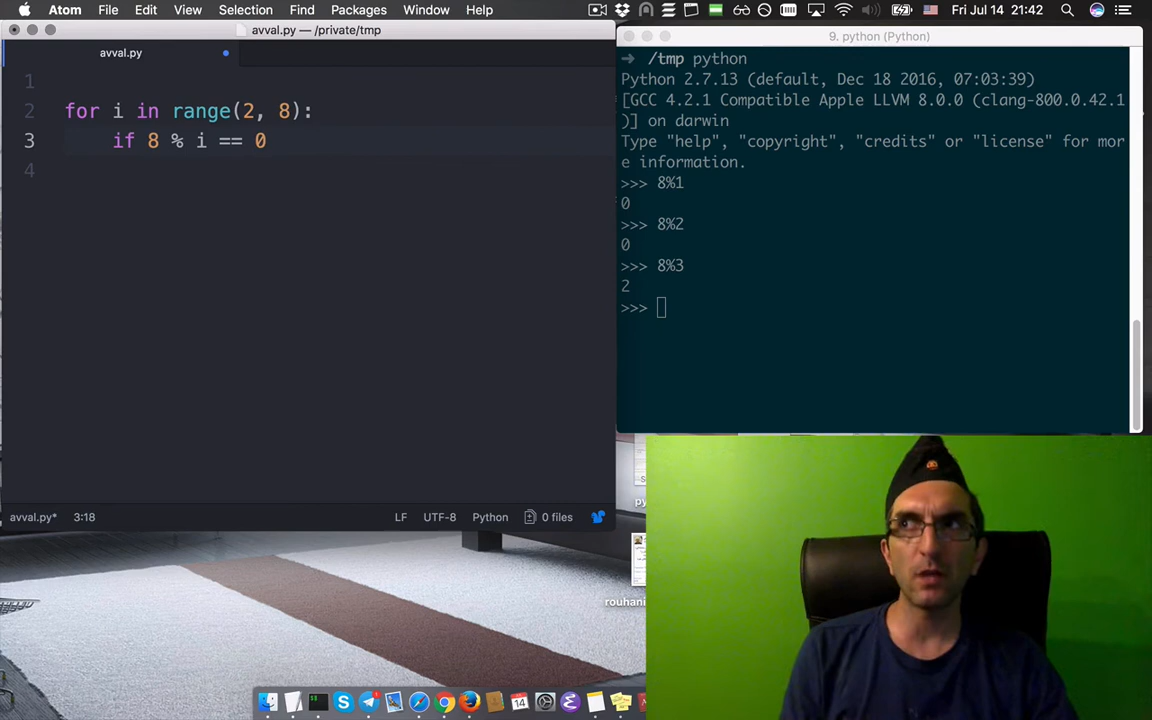 Atom File Edit View Selection Find Packages Window Help Fri Jul 14 21:42
avval.py — /private/tmp
avval.py
1
2 for i in range(2, 8):
3 if 8 % i == 0
4
avval.py* 3:18 LF UTF-8 Python 0 files
9. python (Python)
➜ /tmp python
Python 2.7.13 (default, Dec 18 2016, 07:03:39)
[GCC 4.2.1 Compatible Apple LLVM 8.0.0 (clang-800.0.42.1
)] on darwin
Type "help", "copyright", "credits" or "license" for mor
e information.
>>> 8%1
0
>>> 8%2
0
>>> 8%3
2
>>>
py
rouhani
14